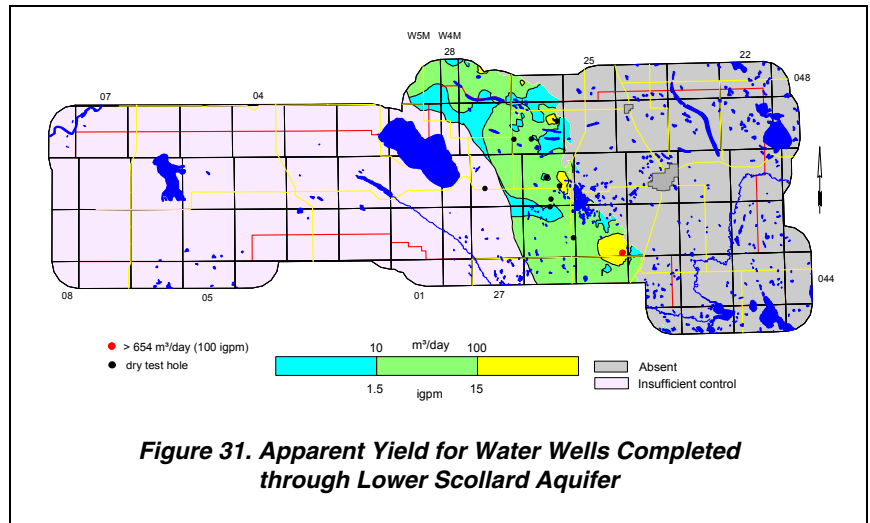 W5M W4M
28
25
22
048
07
04
044
08
05
01
27
> 654 m³/day (100 igpm)
dry test hole
10 m³/day 100
1.5 igpm 15
Absent
Insufficient control
Figure 31. Apparent Yield for Water Wells Completed
through Lower Scollard Aquifer